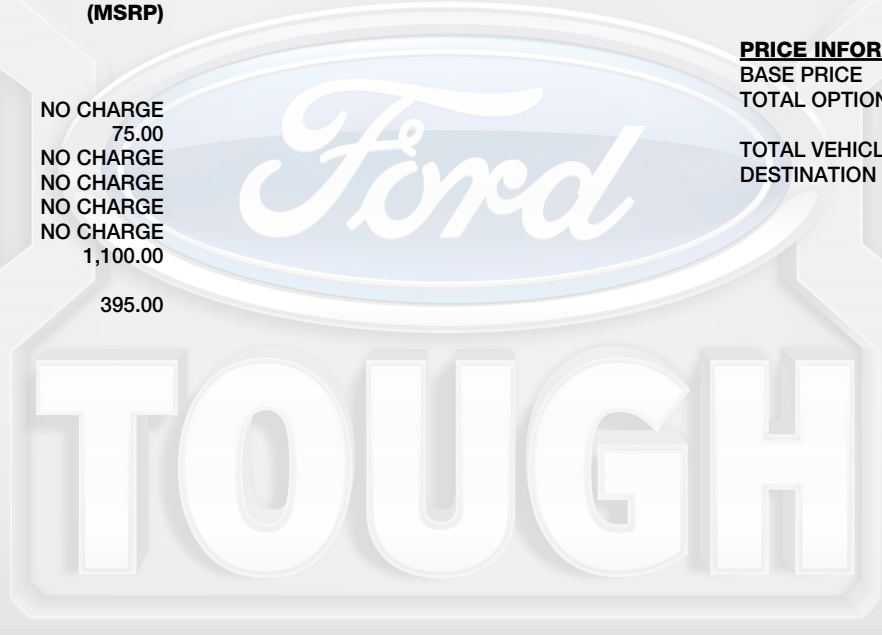 (MSRP)
NO CHARGE
75.00
NO CHARGE
NO CHARGE
NO CHARGE
NO CHARGE
1,100.00
395.00
PRICE INFOR
BASE PRICE
TOTAL OPTION
TOTAL VEHICL
DESTINATION
Ford
TOUGH